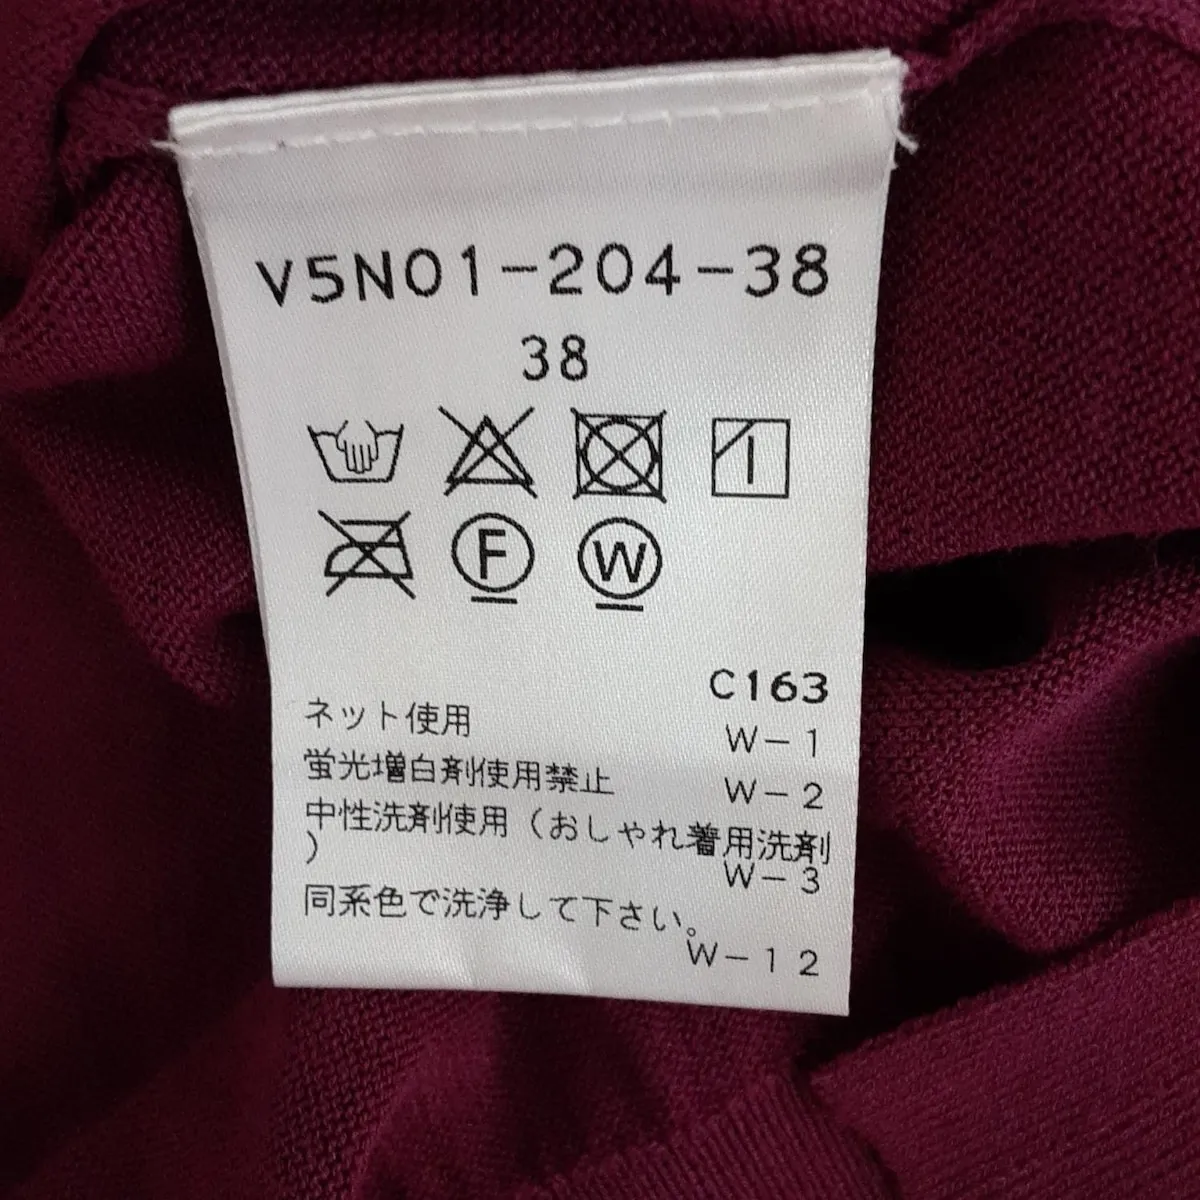 V5N01-204-38
38
F W
C163
ネット使用 W-1
蛍光増白剤使用禁止 W-2
中性洗剤使用(おしゃれ着用洗剤
) W-3
同系色で洗浄して下さい。
W-12